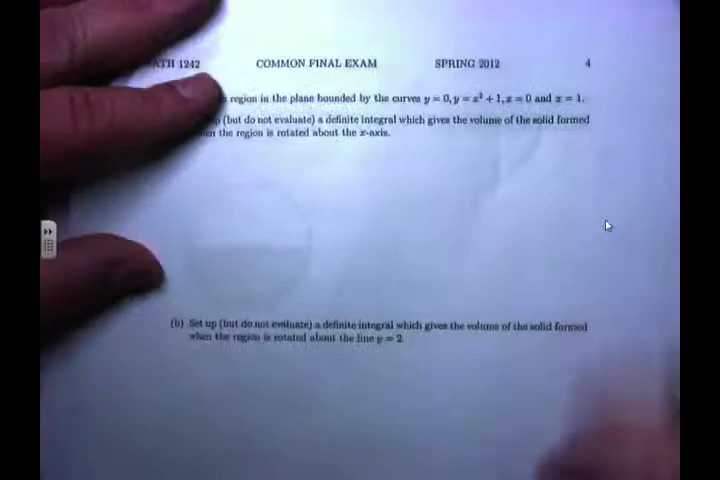 ATH 1242 COMMON FINAL EXAM SPRING 2012 4
region in the plane bounded by the curves y = 0, y = x² + 1, x = 0 and x = 1.
(but do not evaluate) a definite integral which gives the volume of the solid formed
the region is rotated about the x-axis.
(b) Set up (but do not evaluate) a definite integral which gives the volume of the solid formed
when the region is rotated about the line y = 2